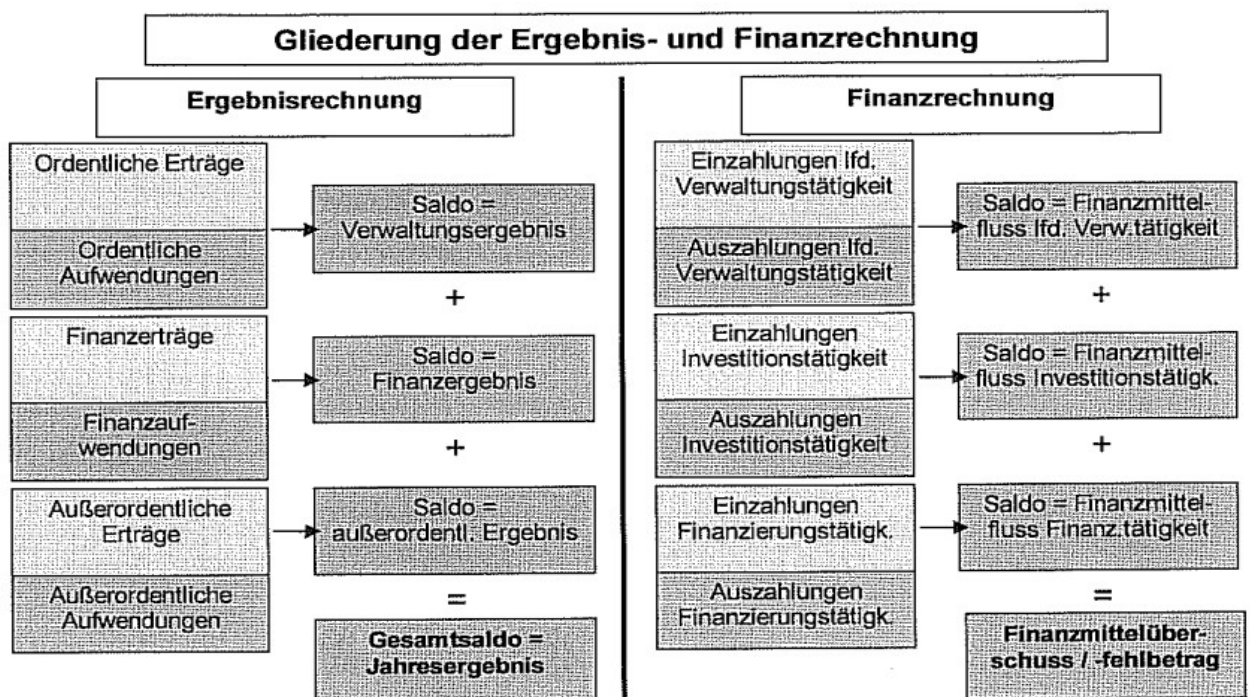 Gliederung der Ergebnis- und Finanzrechnung
Ergebnisrechnung
Ordentliche Erträge
Ordentliche
Aufwendungen
Saldo =
Verwaltungsergebnis
+
Finanzerträge
Finanzauf-
wendungen
Saldo =
Finanzergebnis
+
Außerordentliche
Erträge
Außerordentliche
Aufwendungen
Saldo =
außerordentl. Ergebnis
=
Gesamtsaldo =
Jahresergebnis
Finanzrechnung
Einzahlungen lfd.
Verwaltungstätigkeit
Auszahlungen lfd.
Verwaltungstätigkeit
Saldo = Finanzmittel-
fluss lfd. Verw.tätigkeit
+
Einzahlungen
Investitionstätigkeit
Auszahlungen
Investitionstätigkeit
Saldo = Finanzmittel-
fluss Investitionstätigk.
+
Einzahlungen
Finanzierungstätigk.
Auszahlungen
Finanzierungstätigk.
Saldo = Finanzmittel-
fluss Finanz.tätigkeit
=
Finanzmittelüber-
schuss / -fehlbetrag